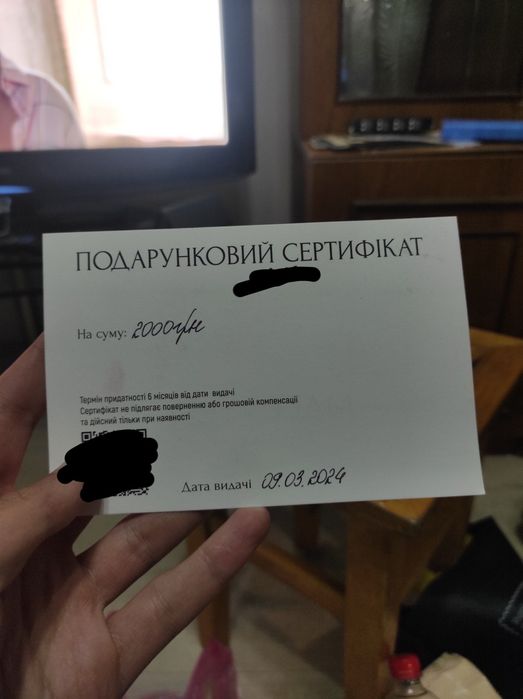 ПОДАРУНКОВИЙ СЕРТИФІКАТ
На суму: 2000грн
Термін придатності 6 місяців від дати видачі
Сертифікат не підлягає поверненню або грошовій компенсації
та дійсний тільки при наявності
Дата видачі 09.03.2024